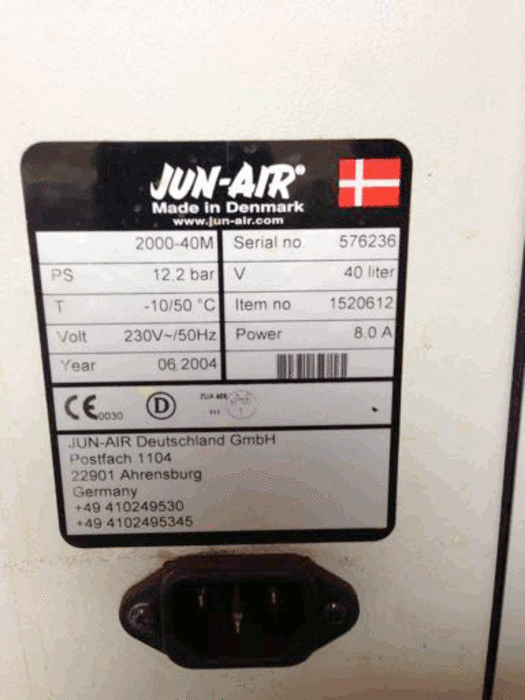 JUN-AIR®
Made in Denmark
www.jun-air.com
2000-40M Serial no. 576236
PS 12,2 bar V 40 liter
T -10/50 °C Item no 1520612
Volt 230V~/50Hz Power 8.0 A
Year 06.2004
CE 0030 D
JUN-AIR Deutschland GmbH
Postfach 1104
22901 Ahrensburg
Germany
+49 410249530
+49 4102495345